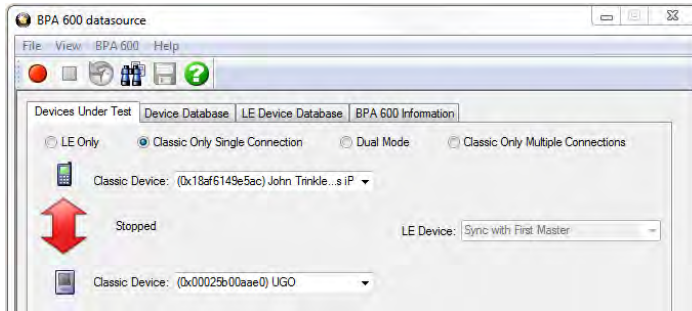 BPA 600 datasource
File View BPA 600 Help
Devices Under Test Device Database LE Device Database BPA 600 Information
LE Only Classic Only Single Connection Dual Mode Classic Only Multiple Connections
Classic Device: (0x18af6149e5ac) John Trinkle...s iP
Stopped
LE Device: Sync with First Master
Classic Device: (0x00025b00aae0) UGO